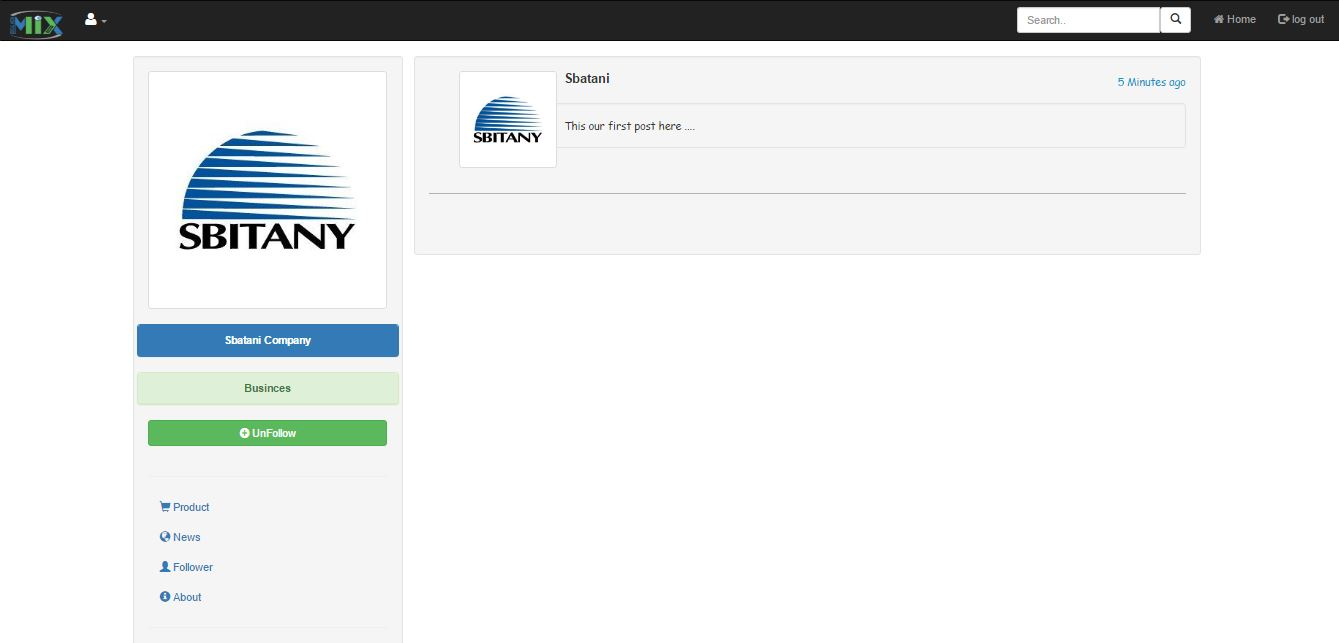 MIX
Search..
Home
log out
SBITANY
Sbatani Company
Businces
UnFollow
Product
News
Follower
About
SBITANY
Sbatani
5 Minutes ago
This our first post here ....